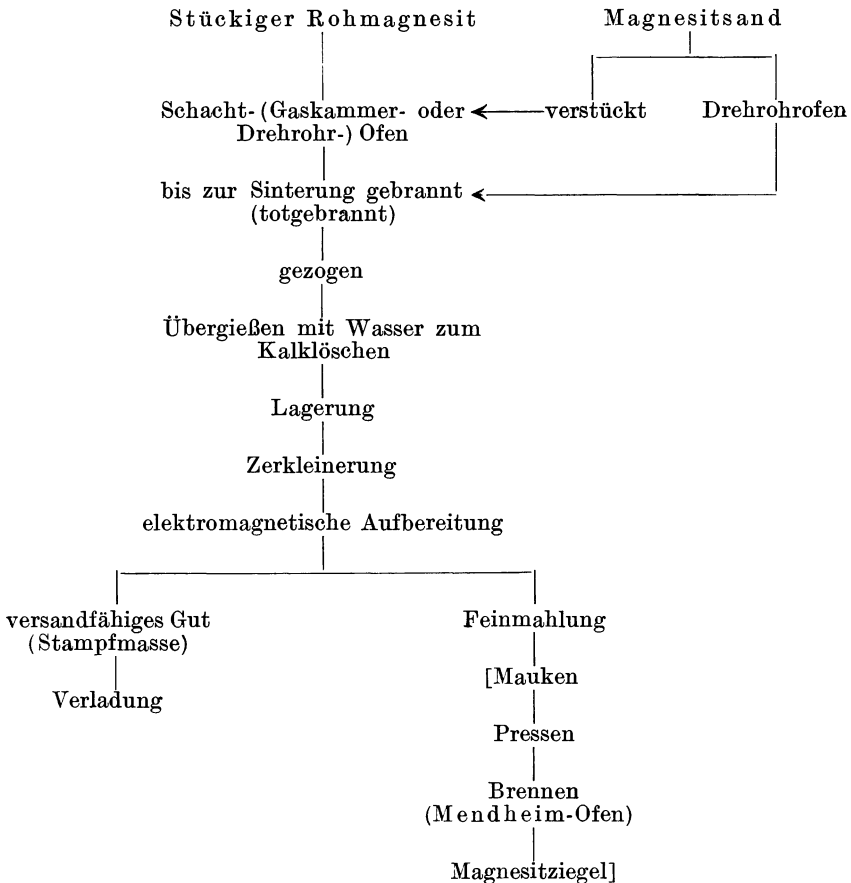 Stückiger Rohmagnesit
Magnesitsand
Schacht- (Gaskammer- oder
Drehrohr-) Ofen
verstückt
Drehrohrofen
bis zur Sinterung gebrannt
(totgebrannt)
gezogen
Übergießen mit Wasser zum
Kalklöschen
Lagerung
Zerkleinerung
elektromagnetische Aufbereitung
versandfähiges Gut
(Stampfmasse)
Verladung
Feinmahlung
[Mauken
Pressen
Brennen
(Mendheim-Ofen)
Magnesitziegel]